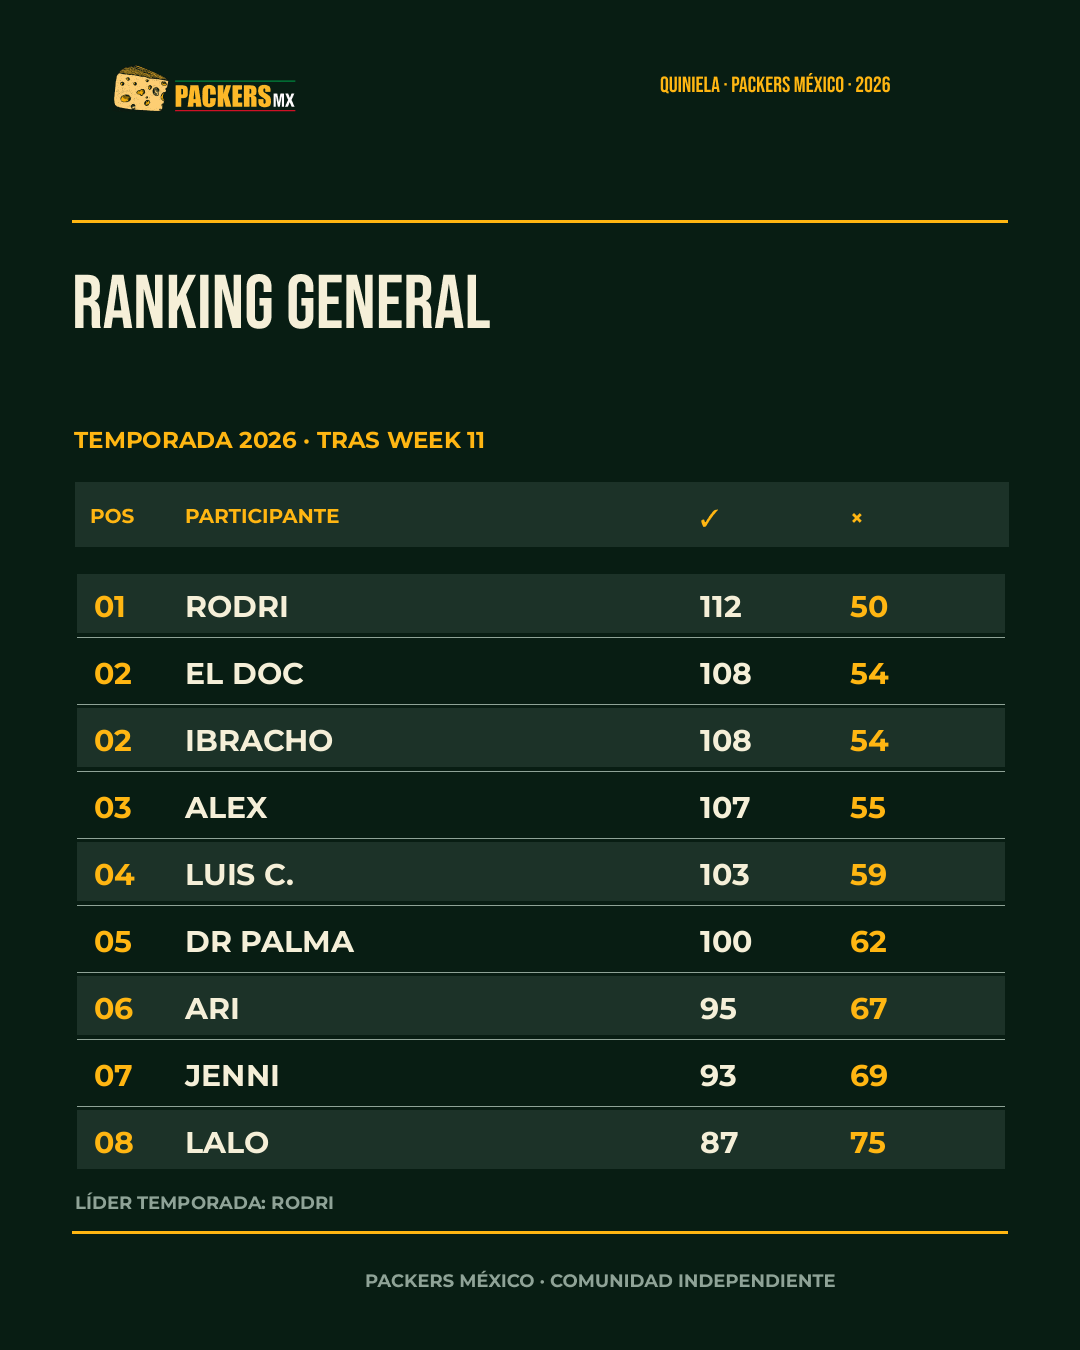 PACKERSMX
QUINIELA · PACKERS MÉXICO · 2026
RANKING GENERAL
TEMPORADA 2026 · TRAS WEEK 11
POS PARTICIPANTE ✓ ×
01 RODRI 112 50
02 EL DOC 108 54
02 IBRACHO 108 54
03 ALEX 107 55
04 LUIS C. 103 59
05 DR PALMA 100 62
06 ARI 95 67
07 JENNI 93 69
08 LALO 87 75
LÍDER TEMPORADA: RODRI
PACKERS MÉXICO · COMUNIDAD INDEPENDIENTE